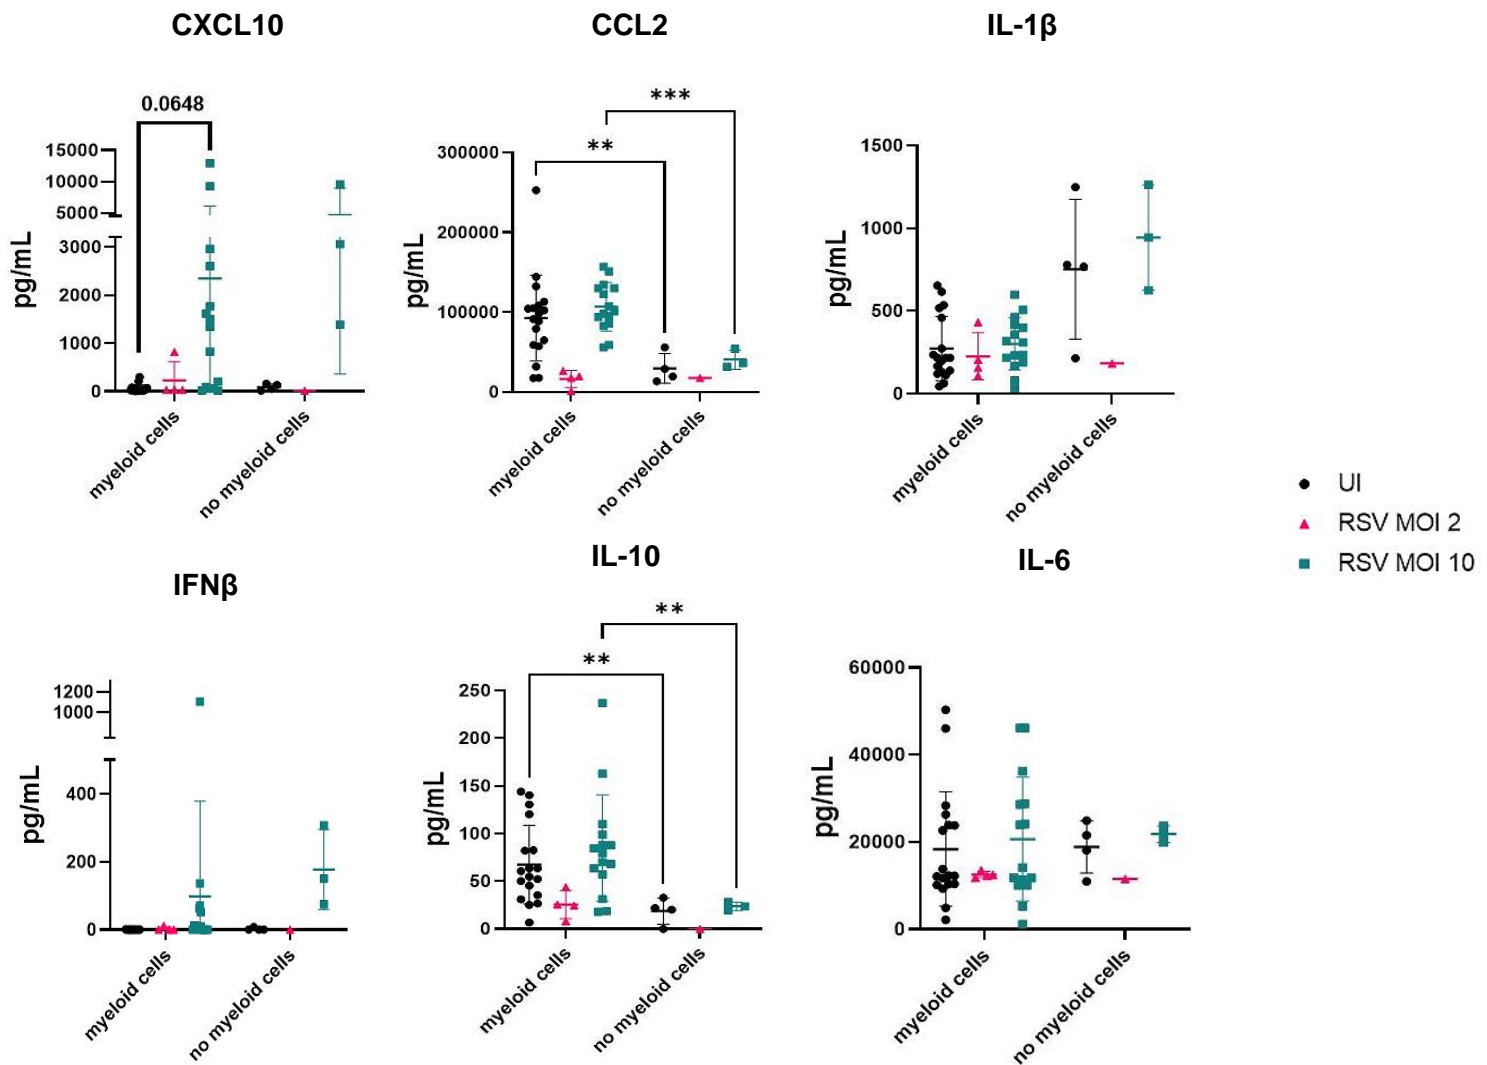 CXCL10
CCL2
IL-1β
0.0648
15000
10000
5000
3000
2000
1000
0
pg/mL
myeloid cells
no myeloid cells
***
**
300000
200000
100000
0
pg/mL
myeloid cells
no myeloid cells
1500
1000
500
0
pg/mL
myeloid cells
no myeloid cells
UI
RSV MOI 2
RSV MOI 10
IFNβ
IL-10
IL-6
1200
1000
400
200
0
pg/mL
myeloid cells
no myeloid cells
**
**
250
200
150
100
50
0
pg/mL
myeloid cells
no myeloid cells
60000
40000
20000
0
pg/mL
myeloid cells
no myeloid cells